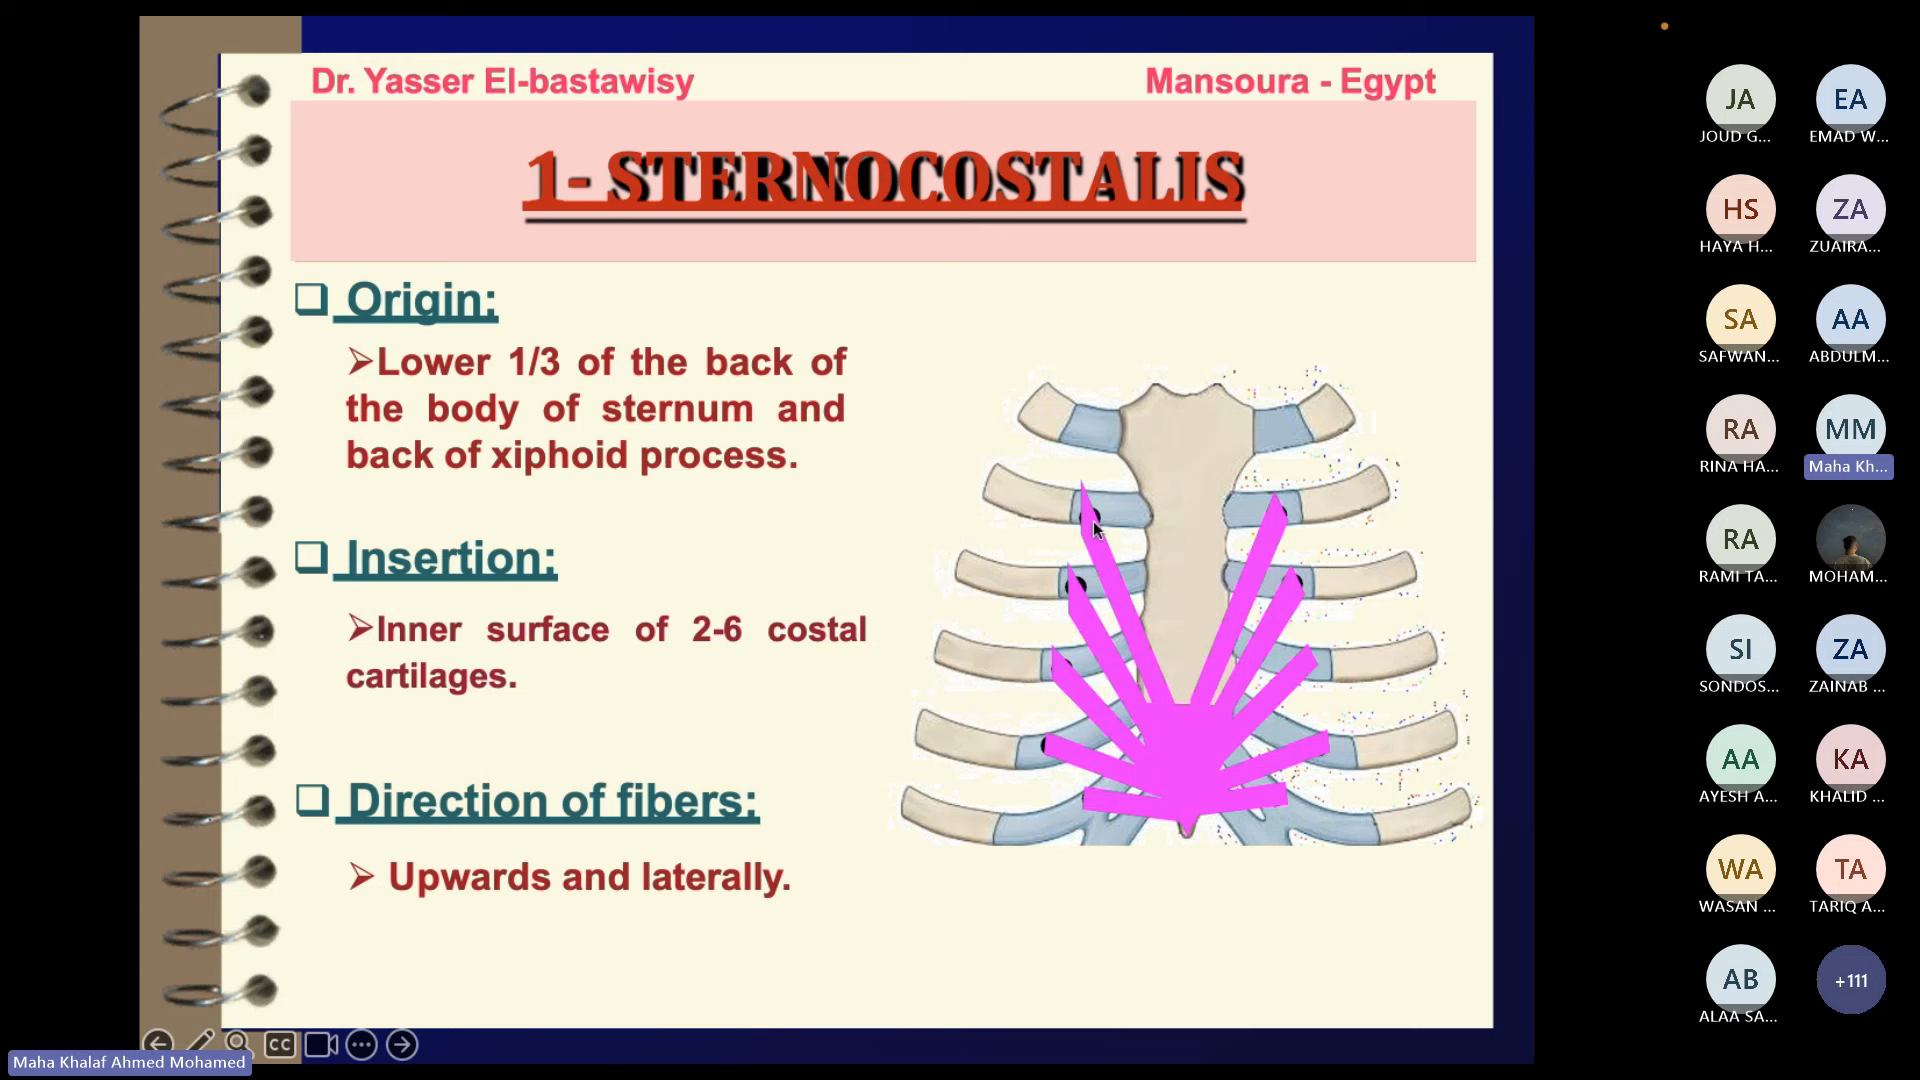 Dr. Yasser El-bastawisy
Mansoura - Egypt
1- STERNOCOSTALIS
Origin:
Lower 1/3 of the back of
the body of sternum and
back of xiphoid process.
Insertion:
Inner surface of 2-6 costal
cartilages.
Direction of fibers:
Upwards and laterally.
CC
Maha Khalaf Ahmed Mohamed
JA
EA
JOUD G...
EMAD W...
HS
ZA
HAYA H...
ZUAIRA...
SA
AA
SAFWAN...
ABDULM...
RA
MM
RINA HA...
Maha Kh...
RA
RAMI TA...
MOHAM...
SI
ZA
SONDOS...
ZAINAB ...
AA
KA
AYESH A...
KHALID ...
WA
TA
WASAN ...
TARIQ A...
AB
+111
ALAA SA...